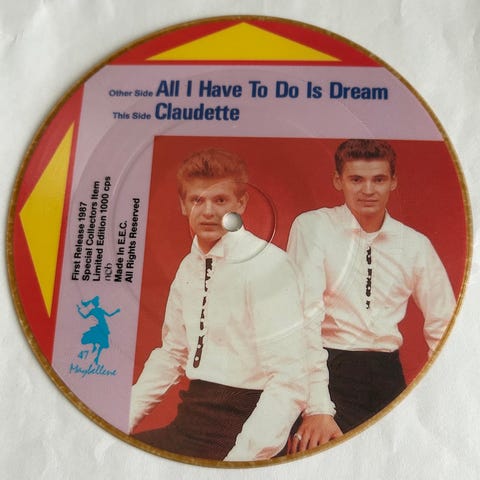 Other Side All I Have To Do Is Dream
This Side Claudette
First Release 1987
Special Collectors Item
Limited Edition 1000 cps
ncb
Made in E.E.C.
All Rights Reserved
47
Maybellene